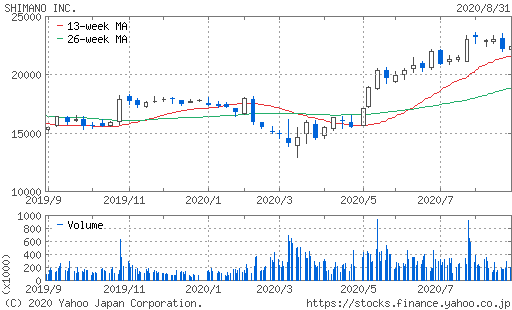 SHIMANO INC. 2020/8/31
25000
13-week MA
26-week MA
20000
15000
10000
2019/9 2019/11 2020/1 2020/3 2020/5 2020/7
1000
Volume
800
600
400
200
0
(x1000)
2019/9 2019/11 2020/1 2020/3 2020/5 2020/7
(C) 2020 Yahoo Japan Corporation. https://stocks.finance.yahoo.co.jp/